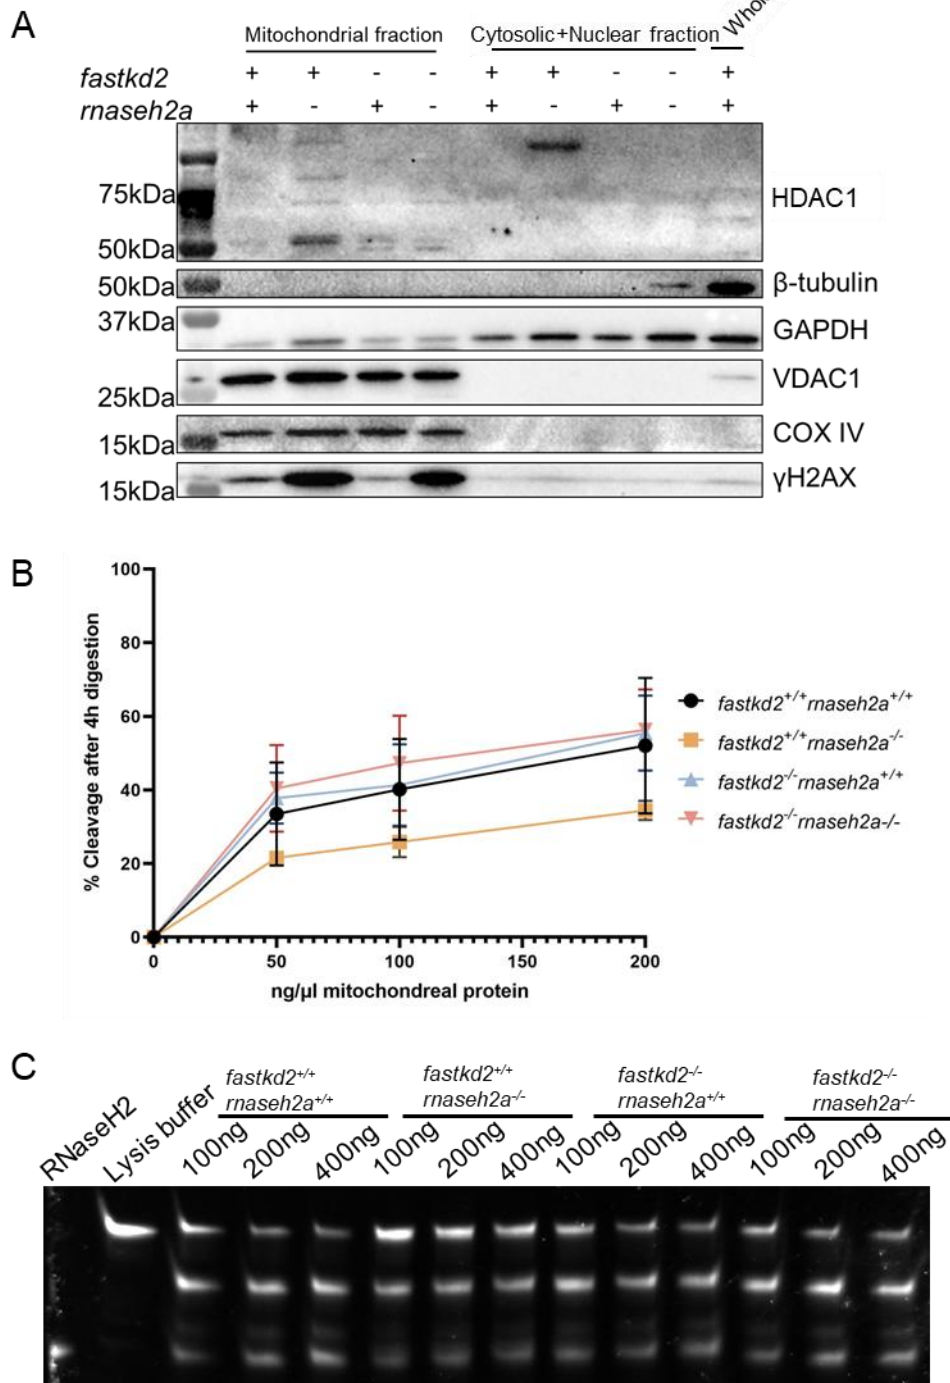 A
Mitochondrial fraction
Cytosolic+Nuclear fraction
fastkd2 + + - - + + - - +
rnaseh2a + - + - + - + - +
75kDa
50kDa
HDAC1
50kDa
β-tubulin
37kDa
GAPDH
25kDa
VDAC1
15kDa
COX IV
15kDa
γH2AX
B
% Cleavage after 4h digestion
100
80
60
40
20
0
0 50 100 150 200
ng/µl mitochondreal protein
fastkd2+/+rnaseh2a+/+
fastkd2+/+rnaseh2a-/-
fastkd2-/-rnaseh2a+/+
fastkd2-/-rnaseh2a-/-
C
RNaseH2
Lysis buffer
fastkd2+/+
rnaseh2a+/+
fastkd2+/+
rnaseh2a-/-
fastkd2-/-
rnaseh2a+/+
fastkd2-/-
rnaseh2a-/-
100ng 200ng 400ng 100ng 200ng 400ng 100ng 200ng 400ng 100ng 200ng 400ng